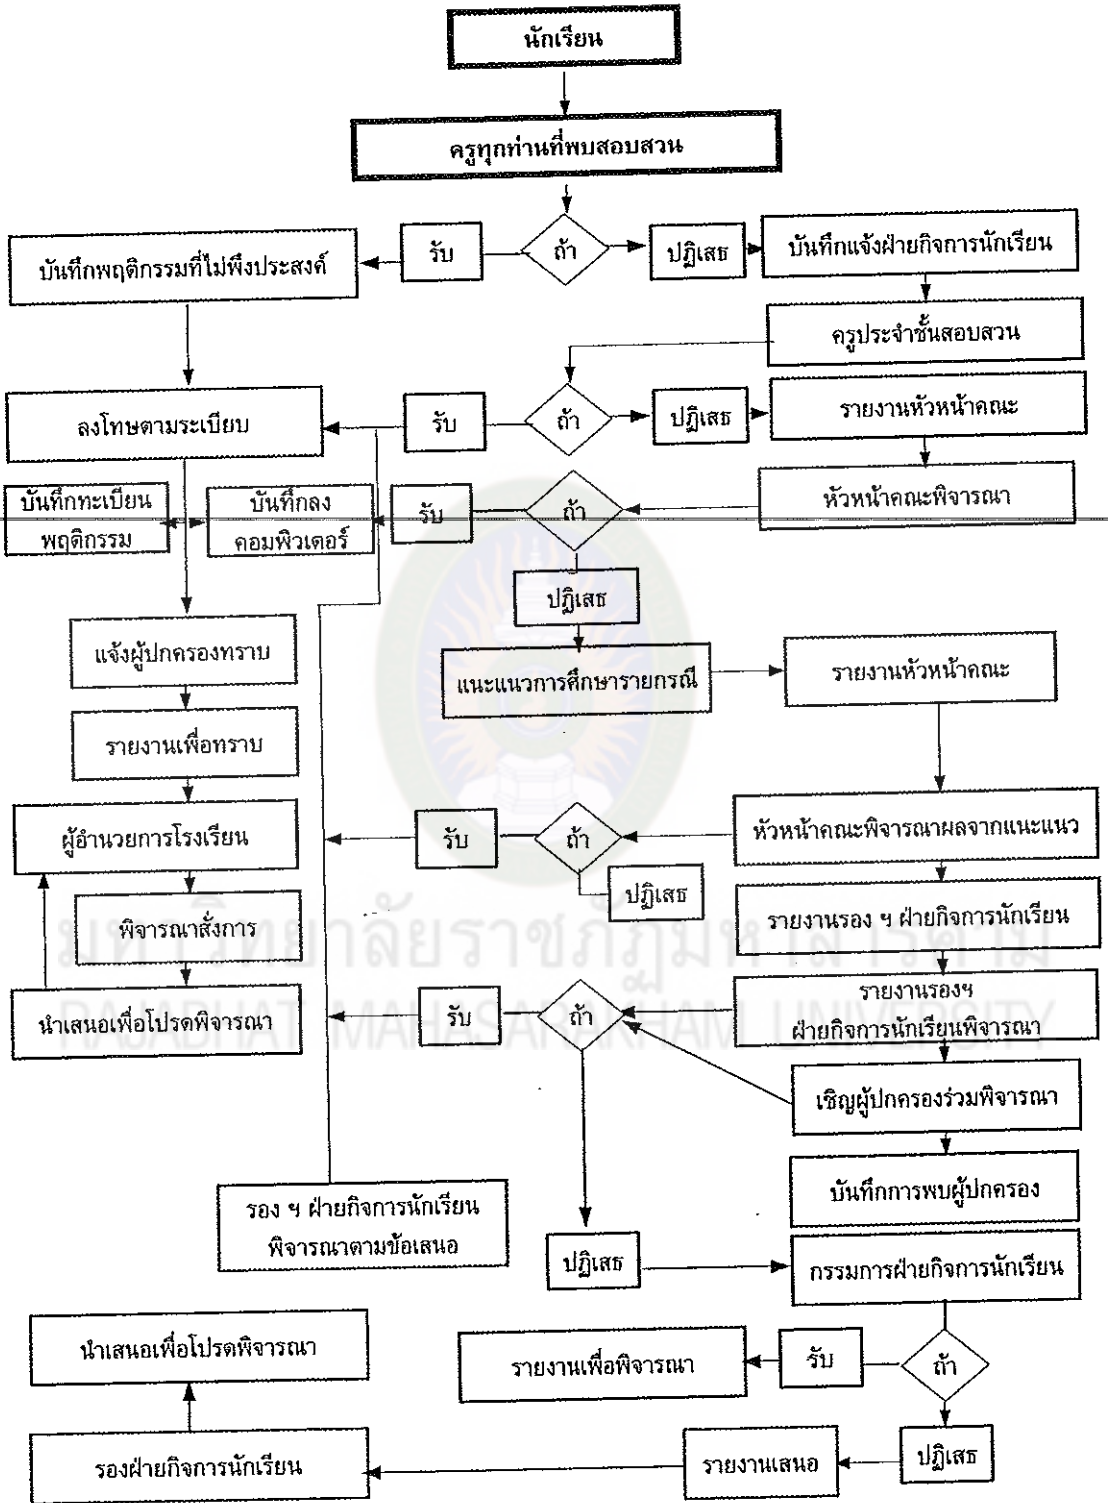 นักเรียน
ครูทุกท่านที่พบสอบสวน
บันทึกพฤติกรรมที่ไม่พึงประสงค์
รับ
ถ้า
ปฏิเสธ
บันทึกแจ้งฝ่ายกิจการนักเรียน
ครูประจำชั้นสอบสวน
ลงโทษตามระเบียบ
รับ
ถ้า
ปฏิเสธ
รายงานหัวหน้าคณะ
บันทึกทะเบียน
พฤติกรรม
บันทึกลง
คอมพิวเตอร์
รับ
ถ้า
หัวหน้าคณะพิจารณา
ปฏิเสธ
แจ้งผู้ปกครองทราบ
แนะแนวการศึกษารายกรณี
รายงานหัวหน้าคณะ
รายงานเพื่อทราบ
ผู้อำนวยการโรงเรียน
รับ
ถ้า
หัวหน้าคณะพิจารณาผลจากแนะแนว
ปฏิเสธ
พิจารณาสั่งการ
รายงานรอง ฯ ฝ่ายกิจการนักเรียน
มหาวิทยาลัยราชภัฏมหาสารคาม
RAJABHAT MAHASARAKHAM UNIVERSITY
นำเสนอเพื่อโปรดพิจารณา
รับ
ถ้า
รายงานรองฯ
ฝ่ายกิจการนักเรียนพิจารณา
เชิญผู้ปกครองร่วมพิจารณา
บันทึกการพบผู้ปกครอง
รอง ฯ ฝ่ายกิจการนักเรียน
พิจารณาตามข้อเสนอ
ปฏิเสธ
กรรมการฝ่ายกิจการนักเรียน
นำเสนอเพื่อโปรดพิจารณา
รายงานเพื่อพิจารณา
รับ
ถ้า
รองฝ่ายกิจการนักเรียน
รายงานเสนอ
ปฏิเสธ